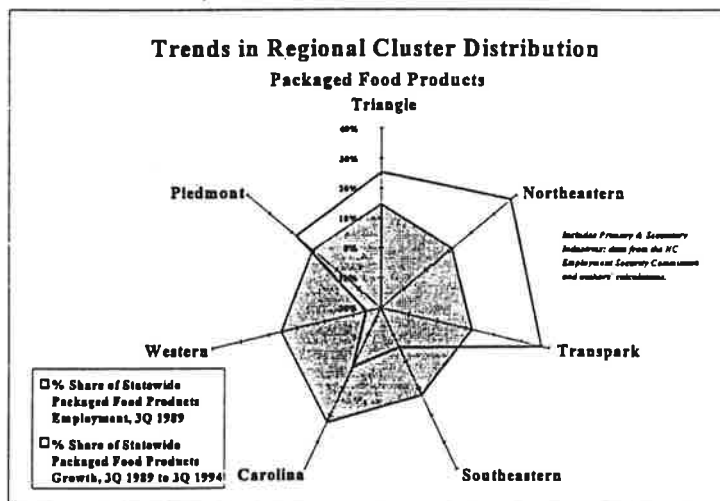 Trends in Regional Cluster Distribution
Packaged Food Products
Triangle
40%
30%
20%
10%
0%
Piedmont
Northeastern
Includes Primary & Secondary
Industries; data from the NC
Employment Security Commission
and authors' calculations.
Western
Transpark
% Share of Statewide
Packaged Food Products
Employment, 3Q 1989
% Share of Statewide
Packaged Food Products
Growth, 3Q 1989 to 3Q 1994
Carolina
Southeastern